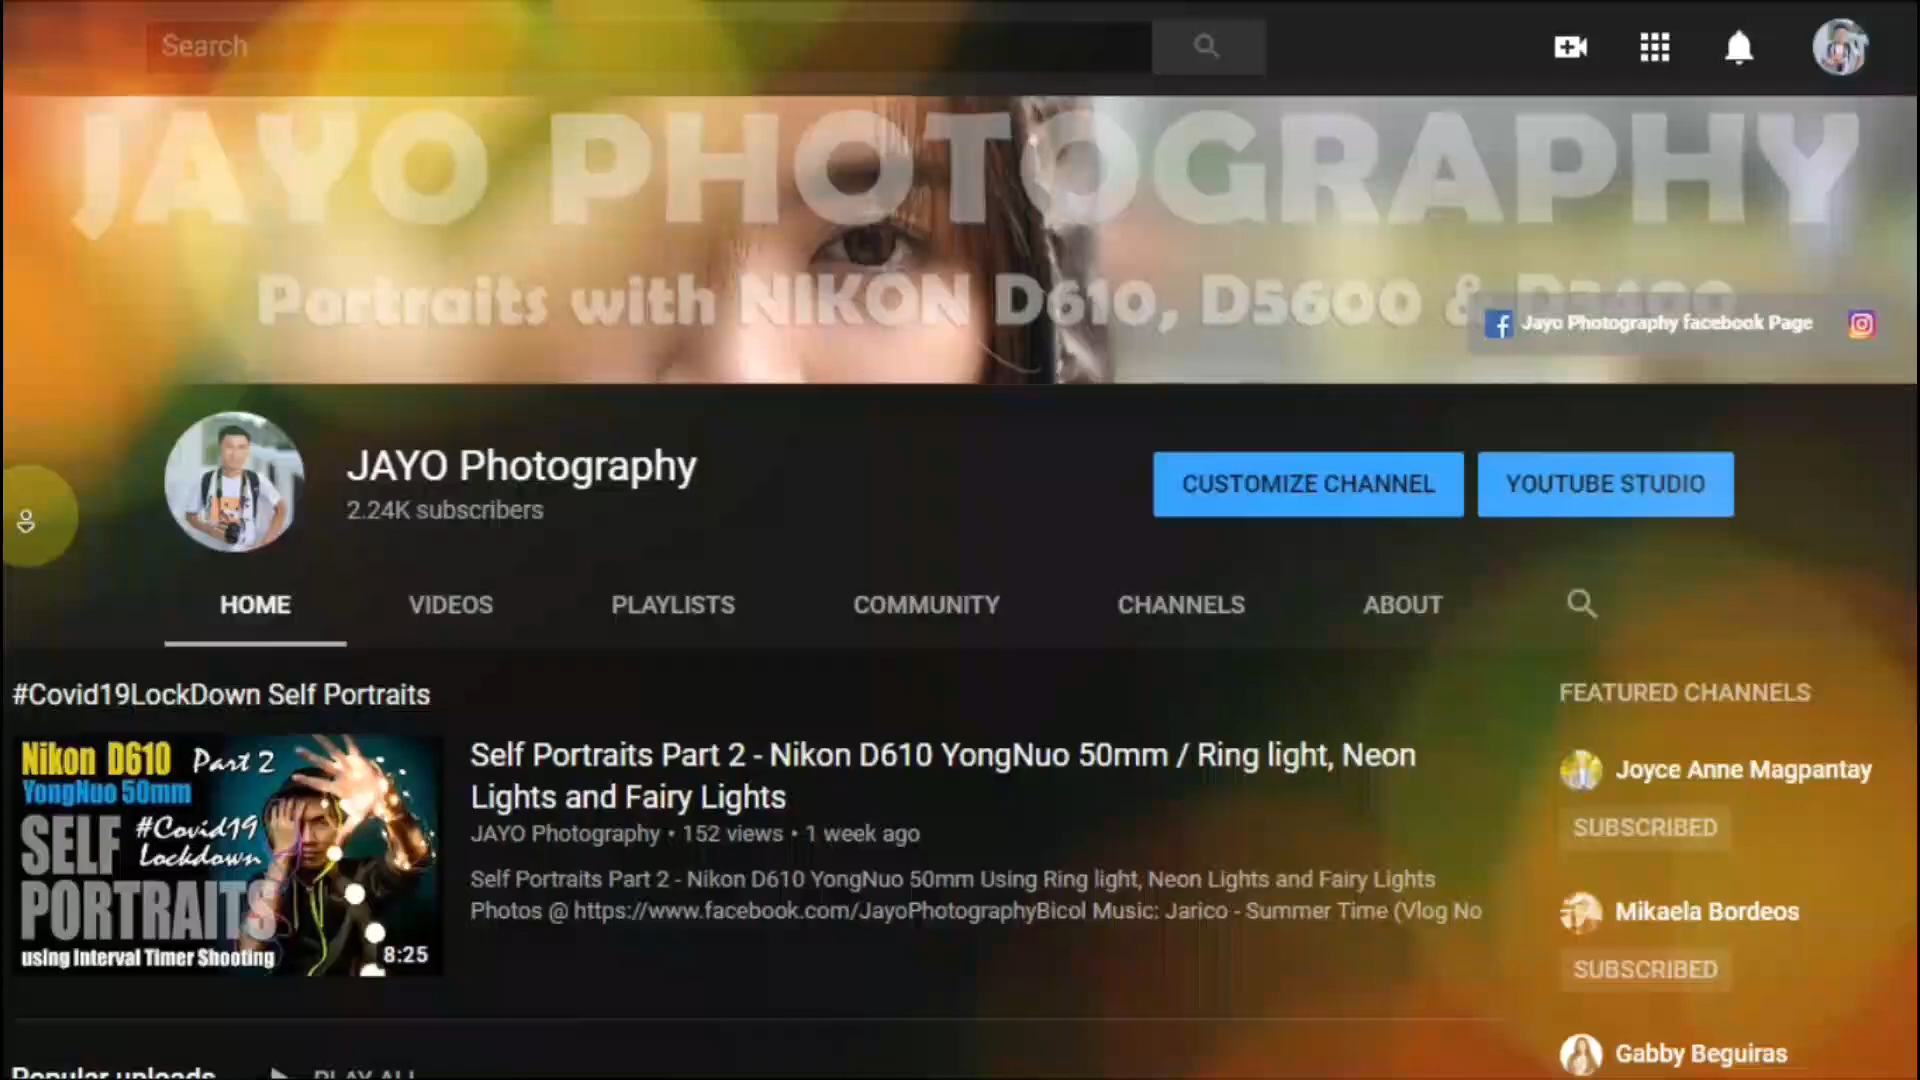 Search
JAYO PHOTOGRAPHY
Portraits with NIKON D610, D5600 & D3400
Jayo Photography facebook Page
JAYO Photography
2.24K subscribers
CUSTOMIZE CHANNEL
YOUTUBE STUDIO
HOME
VIDEOS
PLAYLISTS
COMMUNITY
CHANNELS
ABOUT
#Covid19LockDown Self Portraits
Nikon D610 Part 2
YongNuo 50mm
#Covid19
Lockdown
SELF
PORTRAITS
using Interval Timer Shooting
8:25
Self Portraits Part 2 - Nikon D610 YongNuo 50mm / Ring light, Neon
Lights and Fairy Lights
JAYO Photography • 152 views • 1 week ago
Self Portraits Part 2 - Nikon D610 YongNuo 50mm Using Ring light, Neon Lights and Fairy Lights
Photos @ https://www.facebook.com/JayoPhotographyBicol Music: Jarico - Summer Time (Vlog No
FEATURED CHANNELS
Joyce Anne Magpantay
SUBSCRIBED
Mikaela Bordeos
SUBSCRIBED
Gabby Beguiras
Popular uploads
PLAY ALL